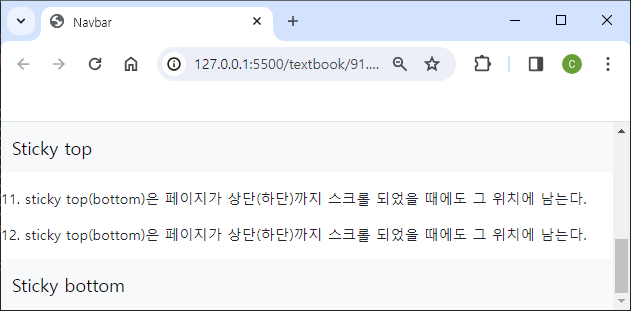 Navbar
127.0.0.1:5500/textbook/91....
C
Sticky top
11. sticky top(bottom)은 페이지가 상단(하단)까지 스크롤 되었을 때에도 그 위치에 남는다.
12. sticky top(bottom)은 페이지가 상단(하단)까지 스크롤 되었을 때에도 그 위치에 남는다.
Sticky bottom